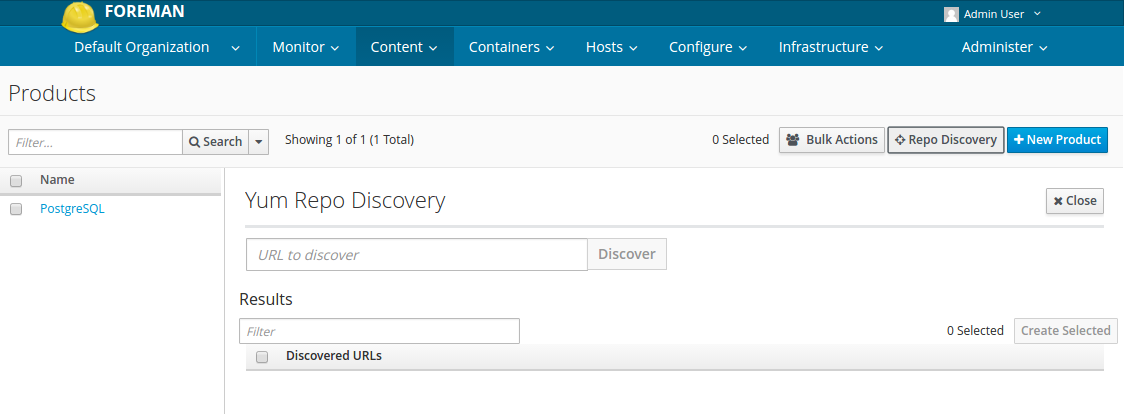 FOREMAN
Admin User
Default Organization Monitor Content Containers Hosts Configure Infrastructure Administer
Products
Filter... Search Showing 1 of 1 (1 Total) 0 Selected Bulk Actions Repo Discovery New Product
Name
PostgreSQL
Yum Repo Discovery Close
URL to discover Discover
Results
Filter 0 Selected Create Selected
Discovered URLs